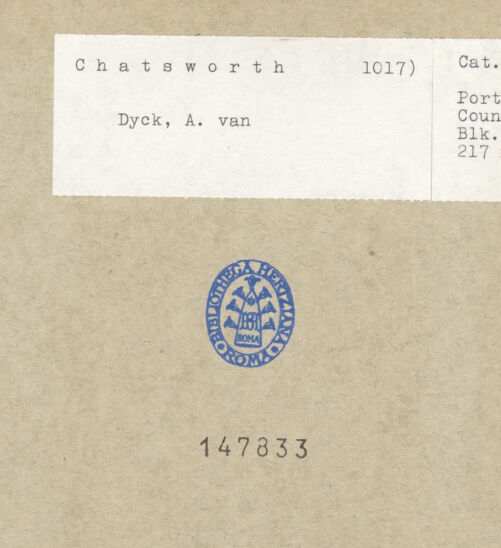 Chatsworth 1017)
Dyck, A. van
Cat.
Port
Coun
Blk.
217
BIBLIOTHECA HERTZIANA
ROMA
ROMA
147833